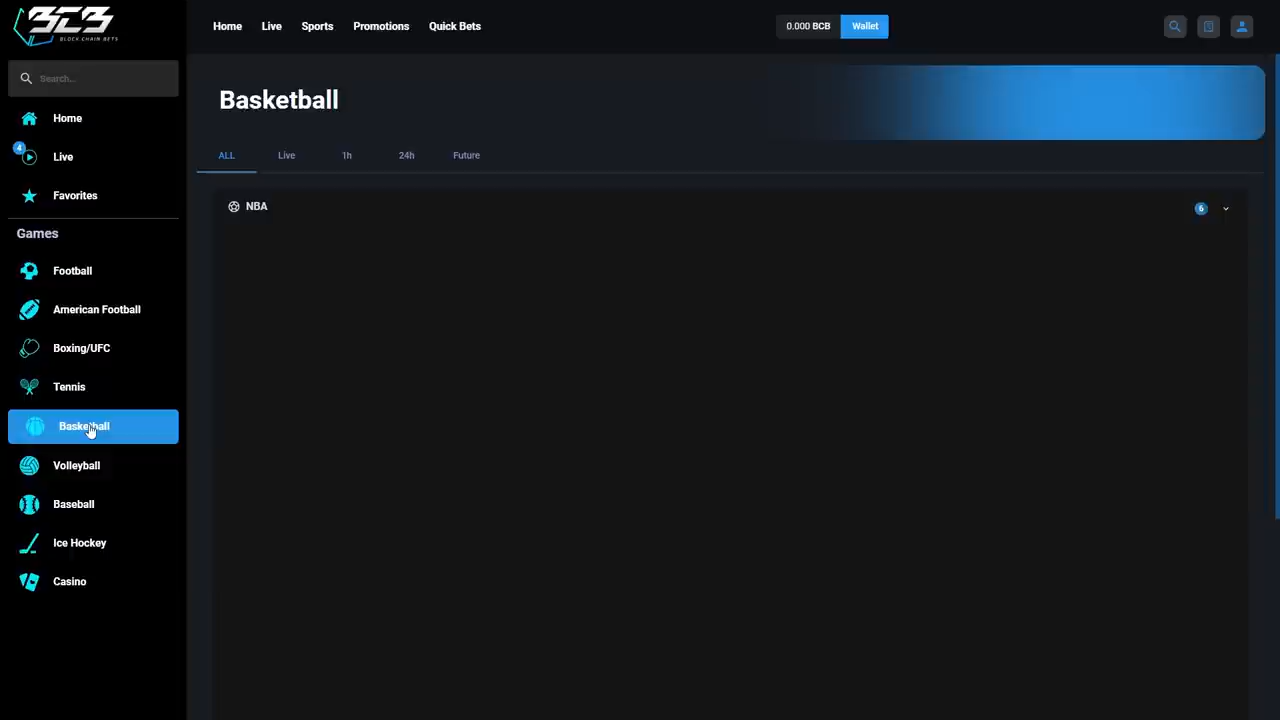 BCB
BLOCK CHAIN BETS
Home Live Sports Promotions Quick Bets
0.000 BCB Wallet
Search...
Home
4
Live
Favorites
Games
Football
American Football
Boxing/UFC
Tennis
Basketball
Volleyball
Baseball
Ice Hockey
Casino
Basketball
ALL Live 1h 24h Future
NBA 6